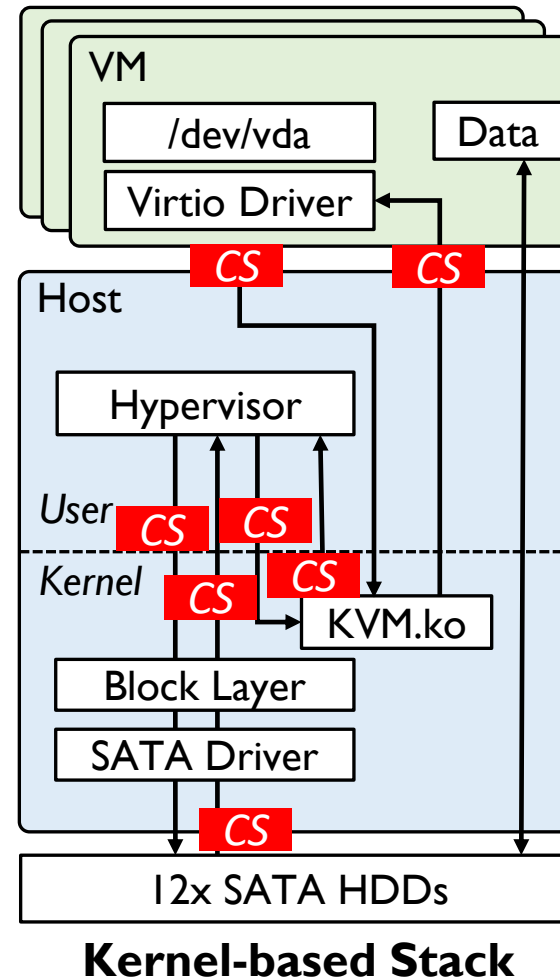 VM
/dev/vda
Data
Virtio Driver
CS
CS
Host
Hypervisor
User
CS
CS
Kernel
CS
CS
KVM.ko
Block Layer
SATA Driver
CS
12x SATA HDDs
Kernel-based Stack